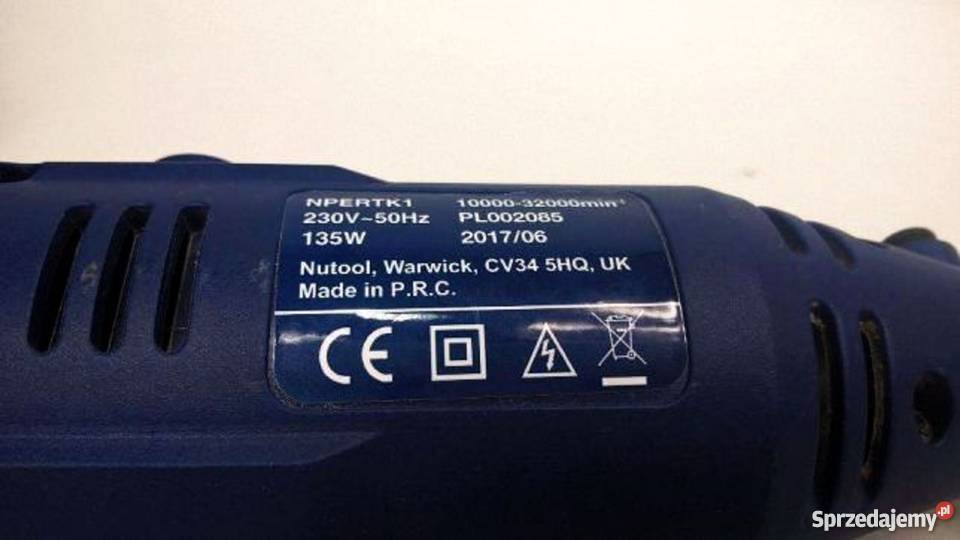 NPERTK1 10000-32000min⁻¹
230V~50Hz PL002085
135W 2017/06
Nutool, Warwick, CV34 5HQ, UK
Made in P.R.C.
CE
Sprzedajemy.pl